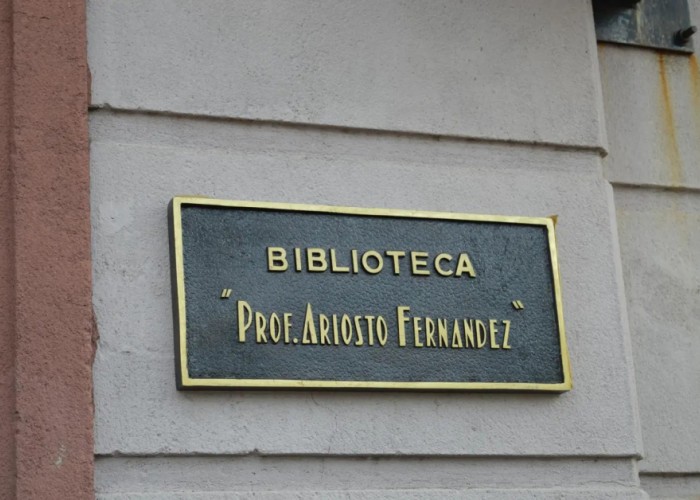 BIBLIOTECA
"PROF. ARIOSTO FERNANDEZ"